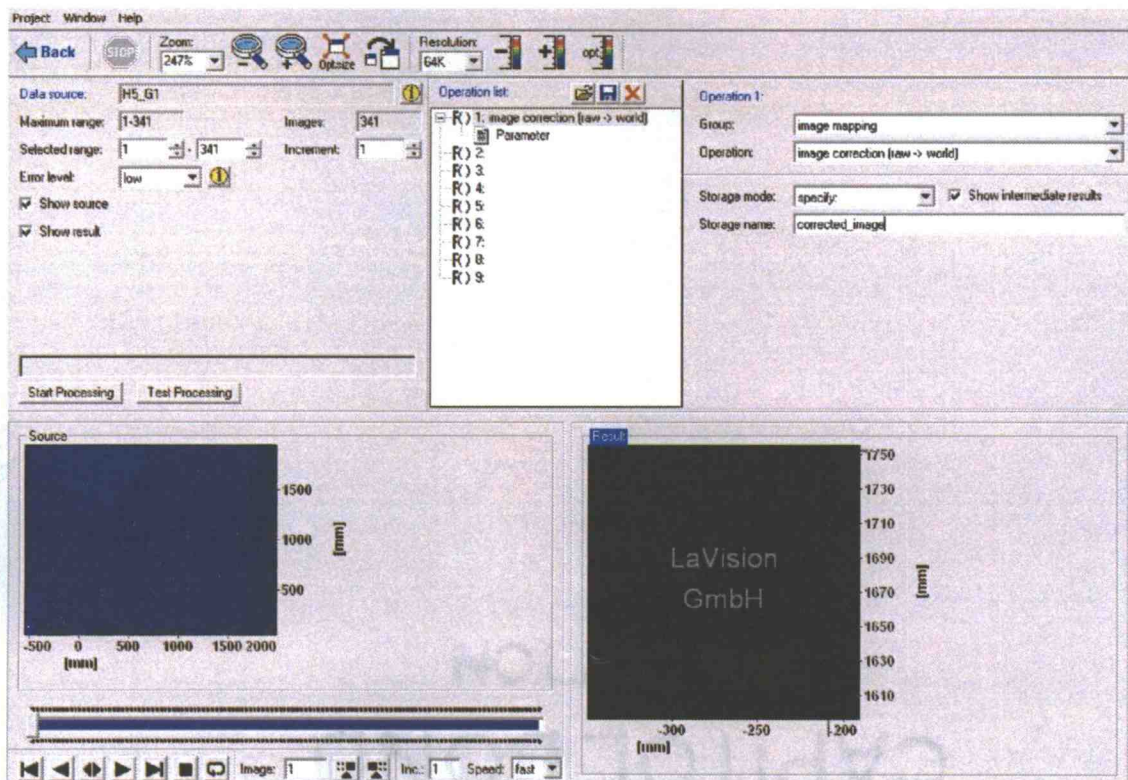 Project Window Help
Back STOP Zoom: 247% Optsize Resolution: 64K opt
Data source: H5_G1
Maximum range: 1-341 Images: 341
Selected range: 1 - 341 Increment: 1
Error level: low
Show source
Show result
Start Processing Test Processing
Operation list:
R() 1: image correction (raw -> world)
Parameter
R() 2:
R() 3:
R() 4:
R() 5:
R() 6:
R() 7:
R() 8:
R() 9:
Operation 1:
Group: image mapping
Operation: image correction (raw -> world)
Storage mode: specify: Show intermediate results
Storage name: corrected_image
Source
1500
1000
500
[mm]
-500 0 500 1000 1500 2000
[mm]
Image: 1 Inc.: 1 Speed: fast
Result
LaVision
GmbH
1750
1730
1710
1690
1670
1650
1630
1610
[mm]
-300 -250 -200
[mm]